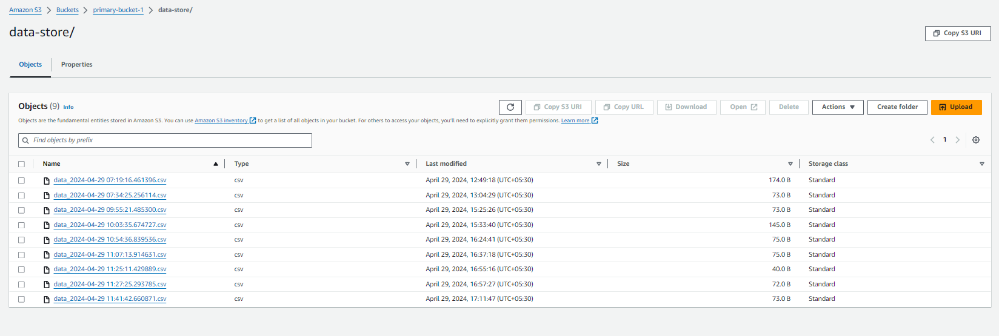 Amazon S3 > Buckets > primary-bucket-1 > data-store/
data-store/
Copy S3 URI
Objects Properties
Objects (9) Info
Copy S3 URI Copy URL Download Open Delete Actions Create folder Upload
Objects are the fundamental entities stored in Amazon S3. You can use Amazon S3 inventory to get a list of all objects in your bucket. For others to access your objects, you'll need to explicitly grant them permissions. Learn more
Find objects by prefix
1
Name Type Last modified Size Storage class
data_2024-04-29 07:19:16.461396.csv csv April 29, 2024, 12:49:18 (UTC+05:30) 174.0 B Standard
data_2024-04-29 07:34:25.256114.csv csv April 29, 2024, 13:04:29 (UTC+05:30) 73.0 B Standard
data_2024-04-29 09:55:21.485300.csv csv April 29, 2024, 15:25:26 (UTC+05:30) 73.0 B Standard
data_2024-04-29 10:03:35.674727.csv csv April 29, 2024, 15:33:40 (UTC+05:30) 145.0 B Standard
data_2024-04-29 10:54:36.839536.csv csv April 29, 2024, 16:24:41 (UTC+05:30) 75.0 B Standard
data_2024-04-29 11:07:13.914631.csv csv April 29, 2024, 16:37:18 (UTC+05:30) 75.0 B Standard
data_2024-04-29 11:25:11.429889.csv csv April 29, 2024, 16:55:16 (UTC+05:30) 40.0 B Standard
data_2024-04-29 11:27:25.293785.csv csv April 29, 2024, 16:57:27 (UTC+05:30) 72.0 B Standard
data_2024-04-29 11:41:42.660871.csv csv April 29, 2024, 17:11:47 (UTC+05:30) 73.0 B Standard